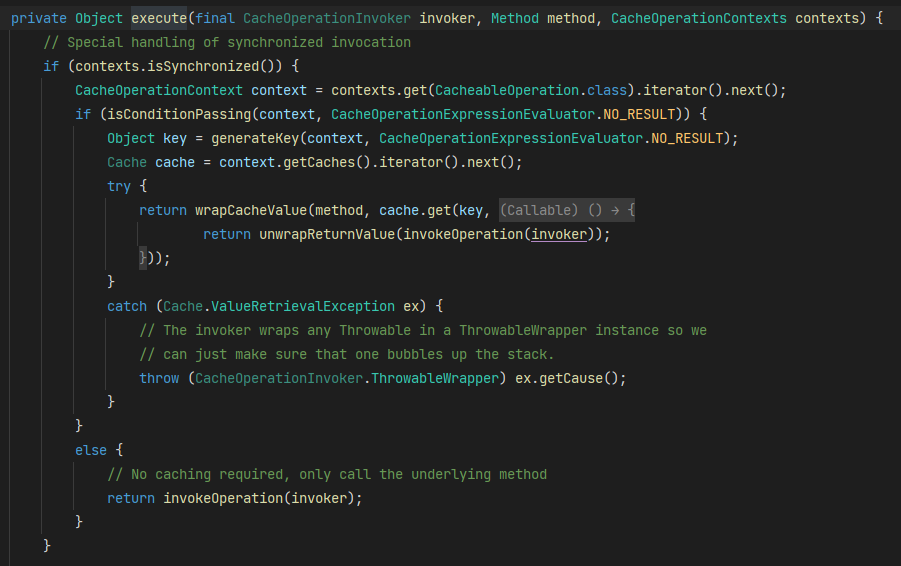 private Object execute(final CacheOperationInvoker invoker, Method method, CacheOperationContexts contexts) {
    // Special handling of synchronized invocation
    if (contexts.isSynchronized()) {
        CacheOperationContext context = contexts.get(CacheableOperation.class).iterator().next();
        if (isConditionPassing(context, CacheOperationExpressionEvaluator.NO_RESULT)) {
            Object key = generateKey(context, CacheOperationExpressionEvaluator.NO_RESULT);
            Cache cache = context.getCaches().iterator().next();
            try {
                return wrapCacheValue(method, cache.get(key, (Callable) () → {
                        return unwrapReturnValue(invokeOperation(invoker));
                }));
            }
            catch (Cache.ValueRetrievalException ex) {
                // The invoker wraps any Throwable in a ThrowableWrapper instance so we
                // can just make sure that one bubbles up the stack.
                throw (CacheOperationInvoker.ThrowableWrapper) ex.getCause();
            }
        }
        else {
            // No caching required, only call the underlying method
            return invokeOperation(invoker);
        }
    }